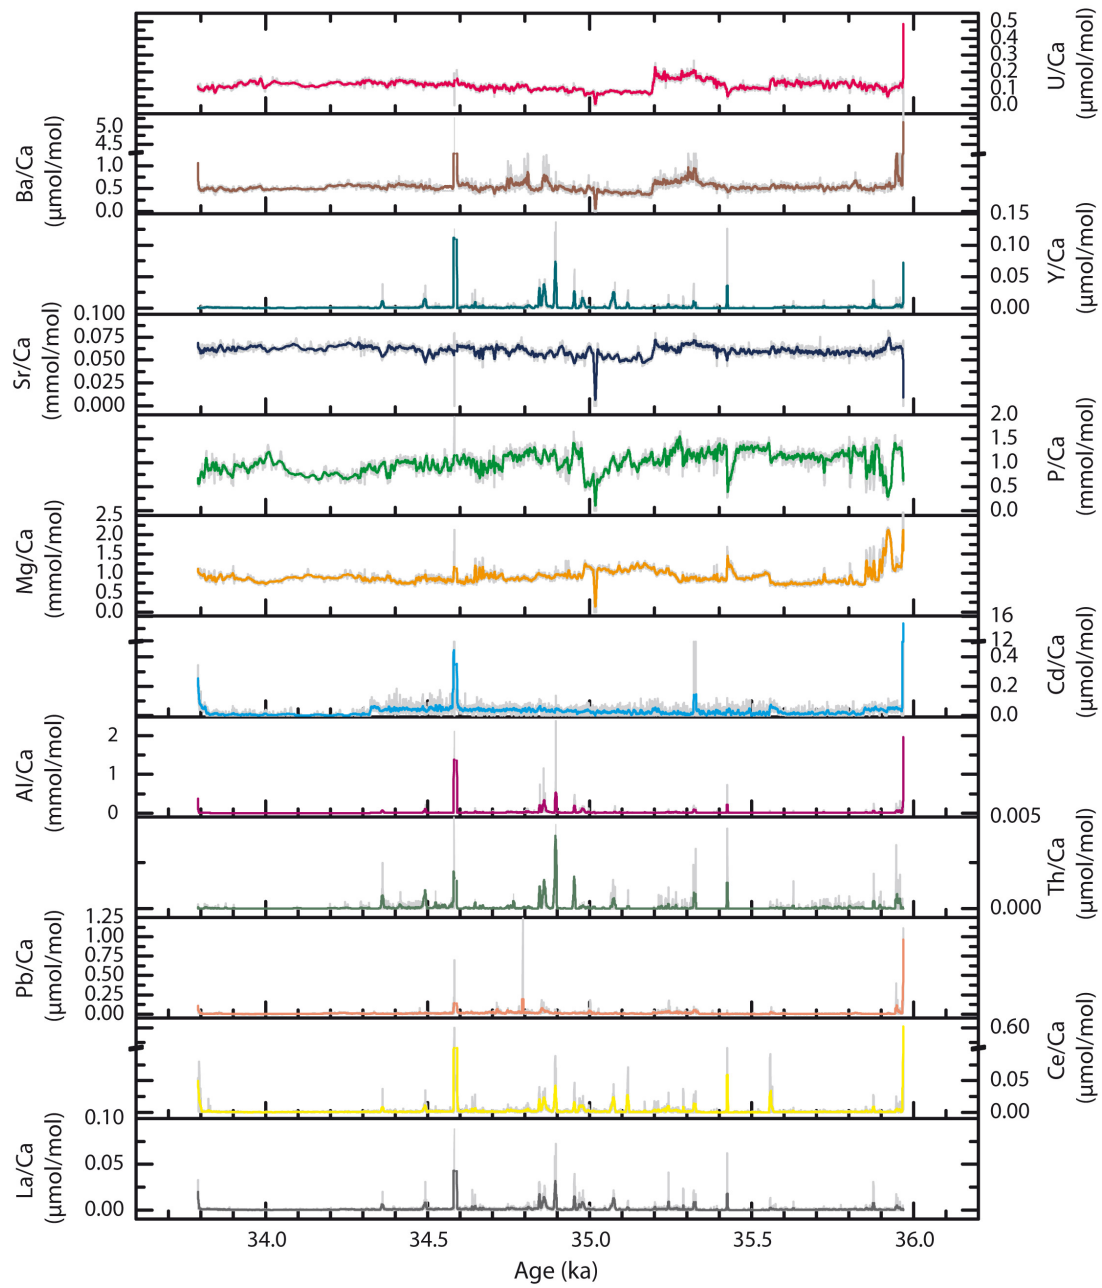 0.5
0.4
0.3
0.2
0.1
0.0
U/Ca
(μmol/mol)
5.0
4.5
1.0
0.5
0.0
Ba/Ca
(μmol/mol)
0.15
0.10
0.05
0.00
Y/Ca
(μmol/mol)
0.100
0.075
0.050
0.025
0.000
Sr/Ca
(mmol/mol)
2.0
1.5
1.0
0.5
0.0
P/Ca
(mmol/mol)
2.5
2.0
1.5
1.0
0.5
0.0
Mg/Ca
(mmol/mol)
16
12
0.4
0.2
0.0
Cd/Ca
(μmol/mol)
2
1
0
Al/Ca
(mmol/mol)
0.005
0.000
Th/Ca
(μmol/mol)
1.25
1.00
0.75
0.50
0.25
0.00
Pb/Ca
(μmol/mol)
0.60
0.05
0.00
Ce/Ca
(μmol/mol)
0.10
0.05
0.00
La/Ca
(μmol/mol)
34.0 34.5 35.0 35.5 36.0
Age (ka)